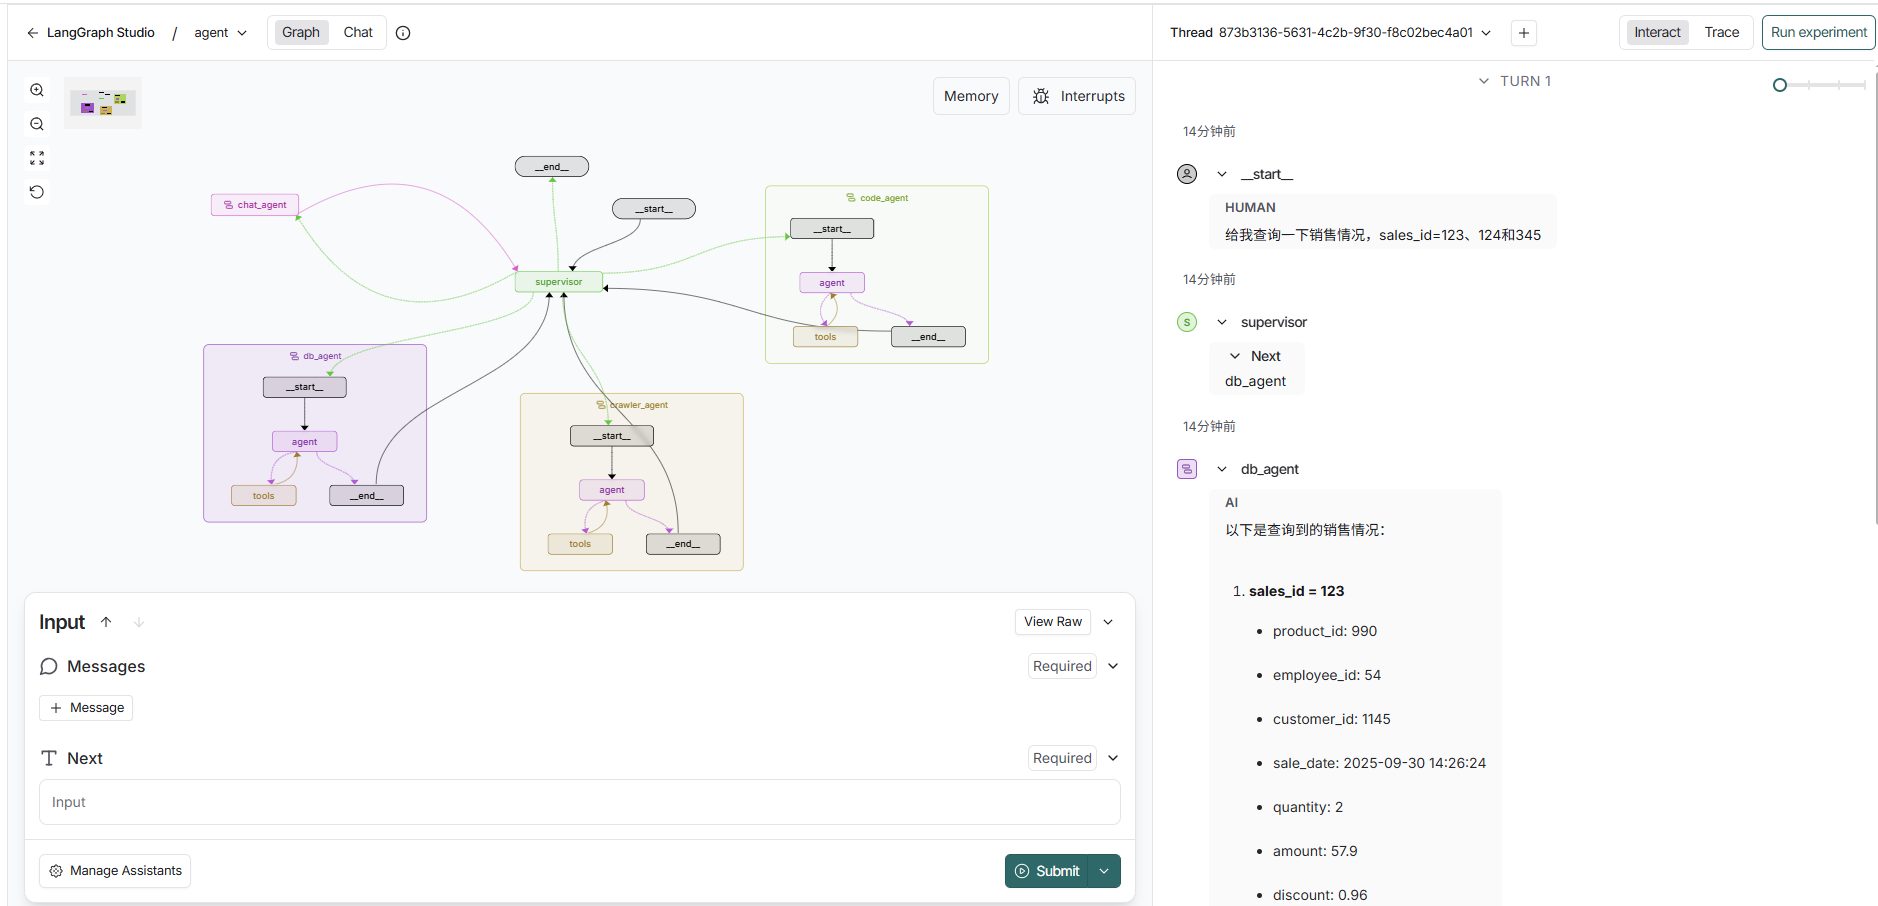 LangGraph Studio / agent
Graph Chat
Thread 873b3136-5631-4c2b-9f30-f8c02bec4a01
Interact Trace
Run experiment
Memory
Interrupts
__end__
chat_agent
__start__
supervisor
code_agent
__start__
agent
tools
__end__
db_agent
__start__
agent
tools
__end__
crawler_agent
__start__
agent
tools
__end__
Input
View Raw
Messages
Required
+ Message
Next
Required
Input
Manage Assistants
Submit
TURN 1
14分钟前
__start__
HUMAN
给我查询一下销售情况，sales_id=123、124和345
14分钟前
S
supervisor
Next
db_agent
14分钟前
db_agent
AI
以下是查询到的销售情况：
1. sales_id = 123
• product_id: 990
• employee_id: 54
• customer_id: 1145
• sale_date: 2025-09-30 14:26:24
• quantity: 2
• amount: 57.9
• discount: 0.96